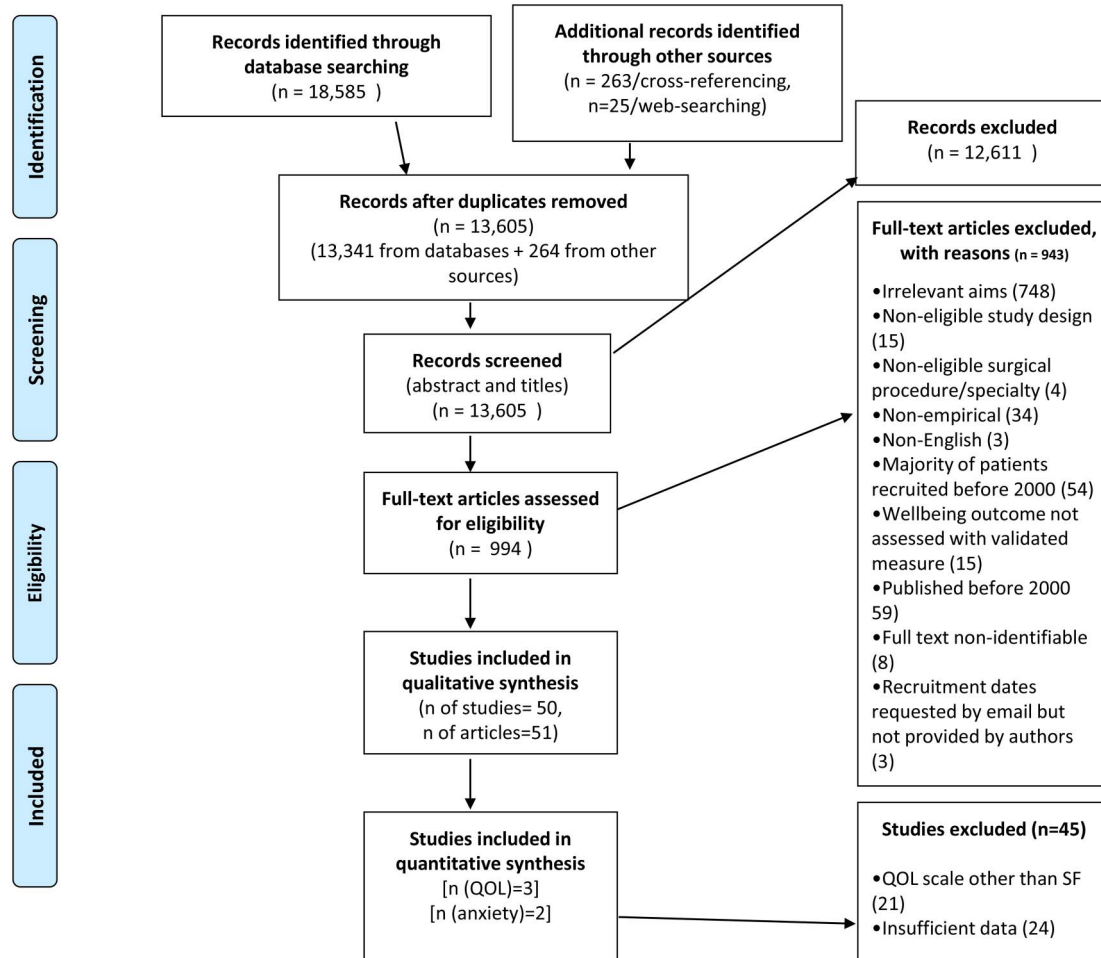 Identification
Screening
Eligibility
Included
Records identified through
database searching
(n = 18,585  )
Additional records identified
through other sources
(n = 263/cross-referencing,
n=25/web-searching)
Records after duplicates removed
(n = 13,605)
(13,341 from databases + 264 from other
sources)
Records screened
(abstract and titles)
(n = 13,605  )
Records excluded
(n = 12,611  )
Full-text articles assessed
for eligibility
(n =  994 )
Full-text articles excluded,
with reasons (n = 943)
•Irrelevant aims (748)
•Non-eligible study design
(15)
•Non-eligible surgical
procedure/specialty (4)
•Non-empirical (34)
•Non-English (3)
•Majority of patients
recruited before 2000 (54)
•Wellbeing outcome not
assessed with validated
measure (15)
•Published before 2000
59)
•Full text non-identifiable
(8)
•Recruitment dates
requested by email but
not provided by authors
(3)
Studies included in
qualitative synthesis
(n of studies= 50,
n of articles=51)
Studies included in
quantitative synthesis
[n (QOL)=3]
[n (anxiety)=2]
Studies excluded (n=45)
•QOL scale other than SF
(21)
•Insufficient data (24)